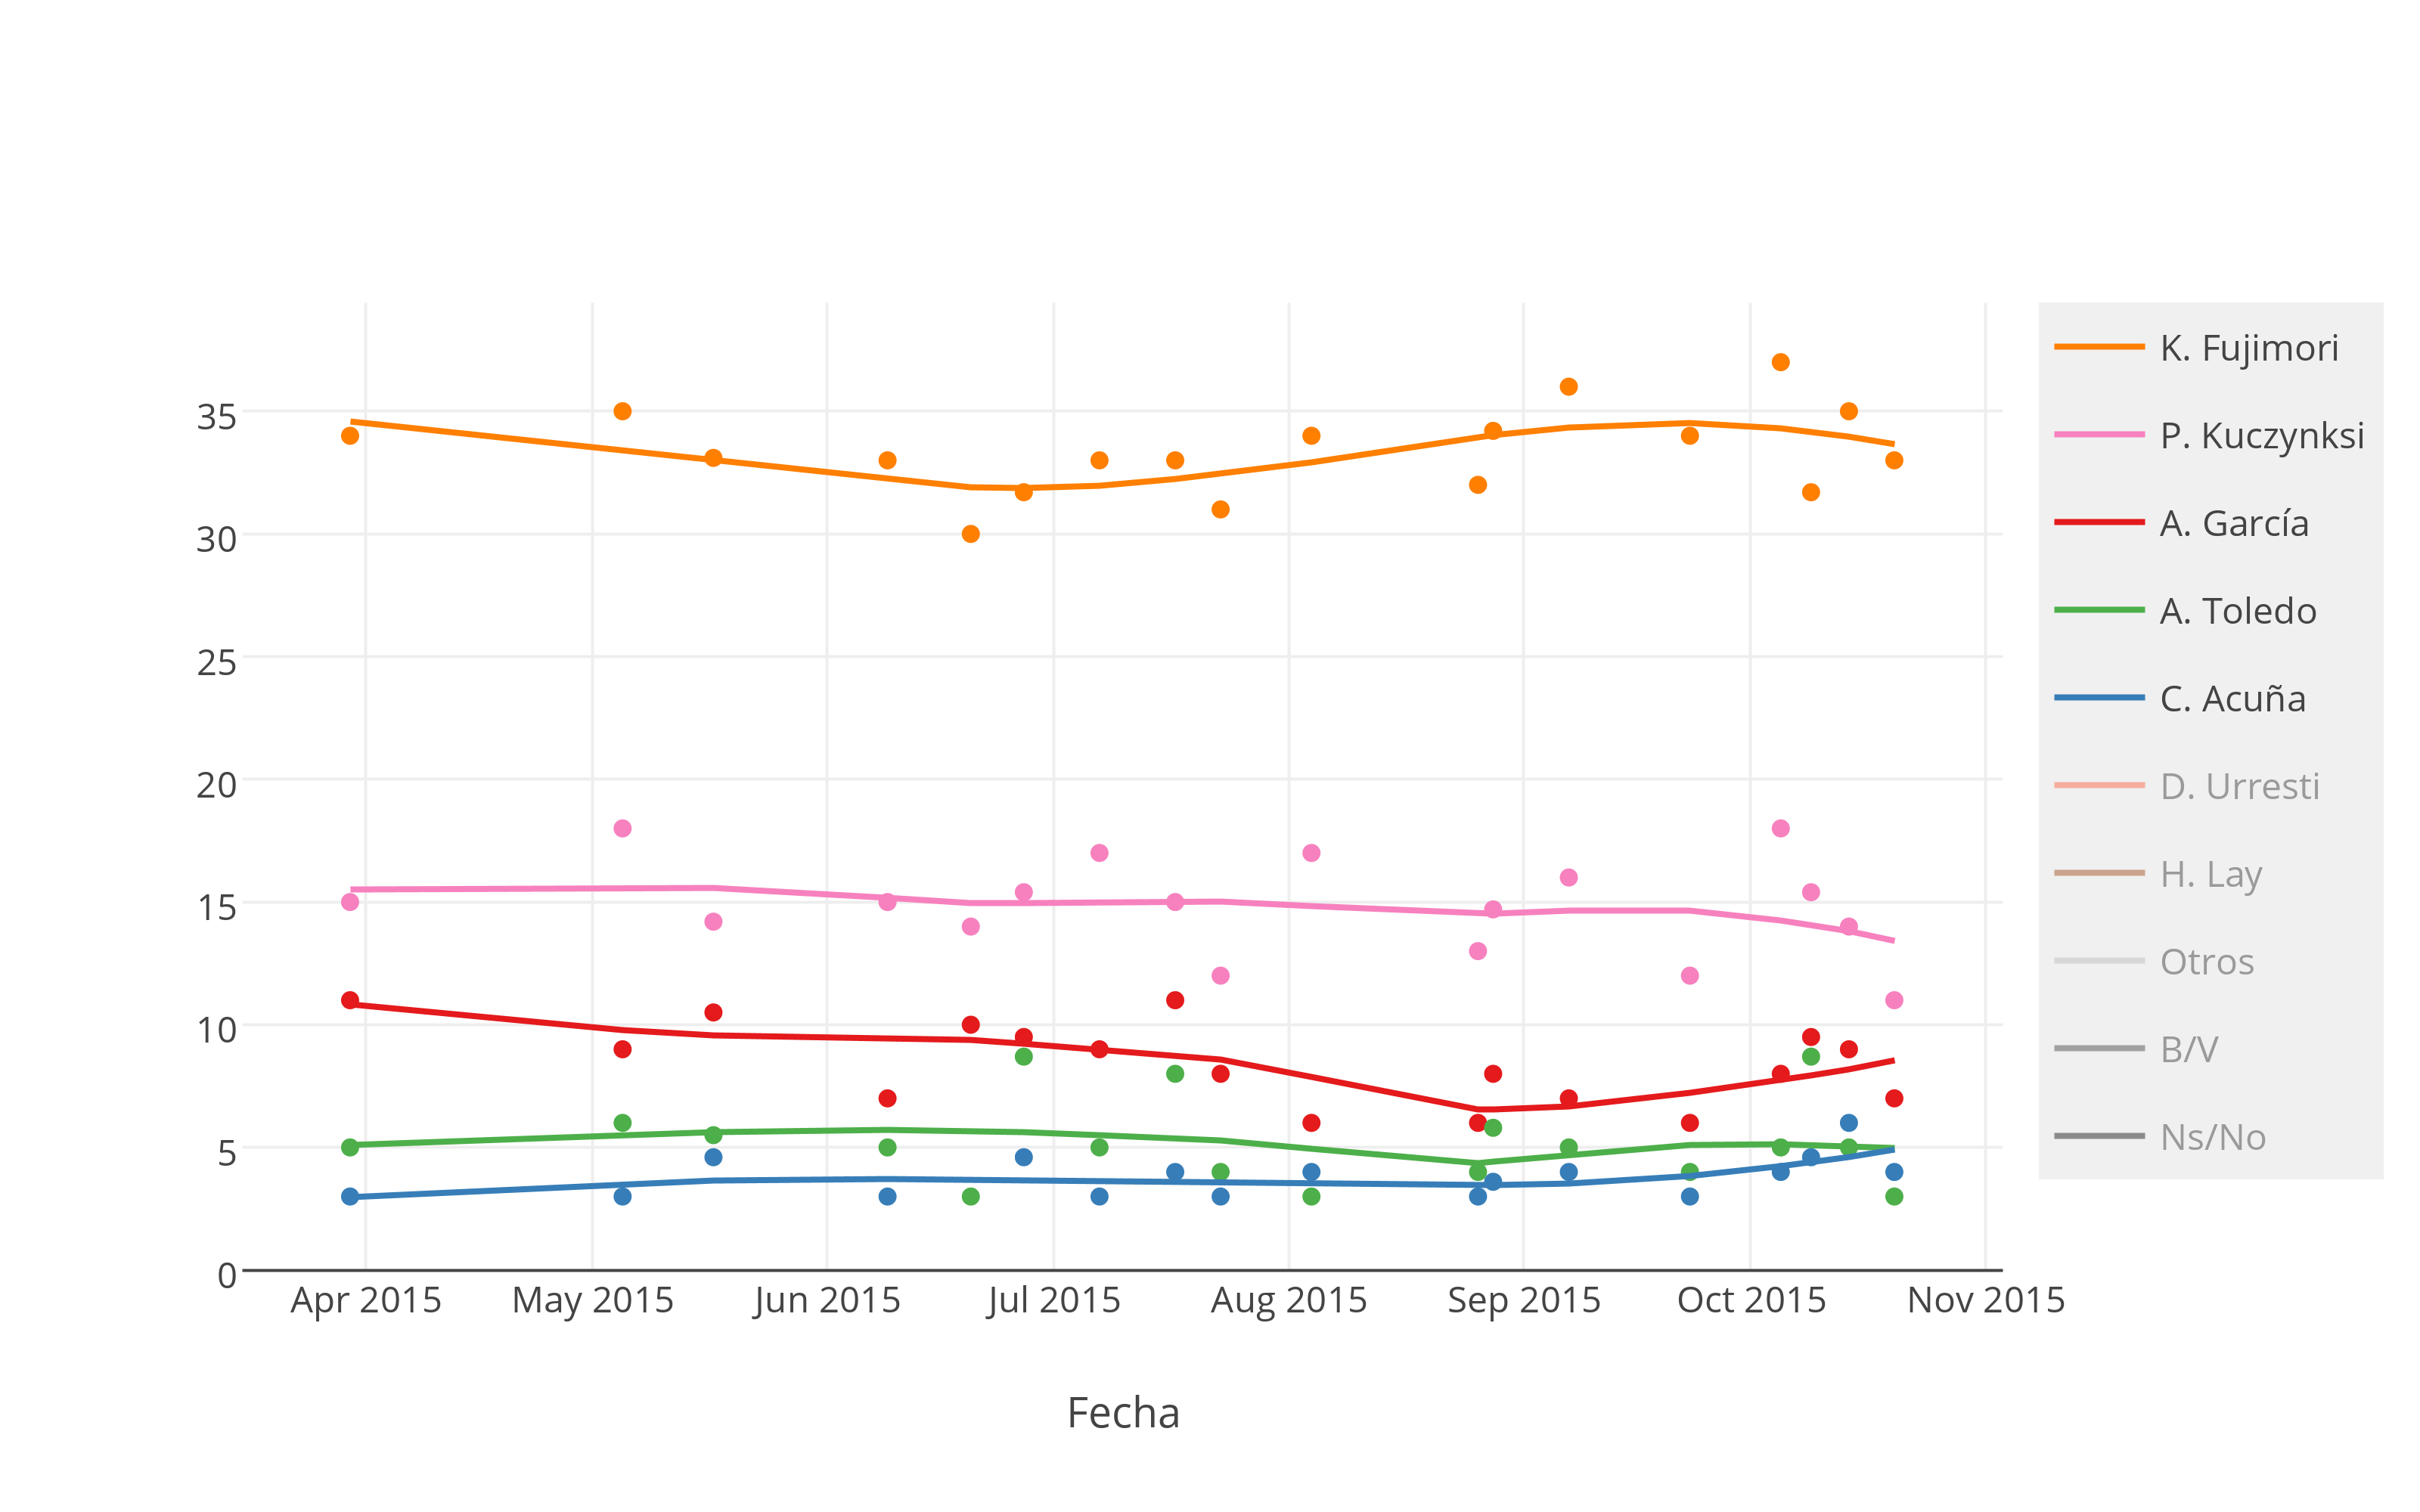 35
30
25
20
15
10
5
0
Apr 2015 May 2015 Jun 2015 Jul 2015 Aug 2015 Sep 2015 Oct 2015 Nov 2015
Fecha
K. Fujimori
P. Kuczynksi
A. García
A. Toledo
C. Acuña
D. Urresti
H. Lay
Otros
B/V
Ns/No